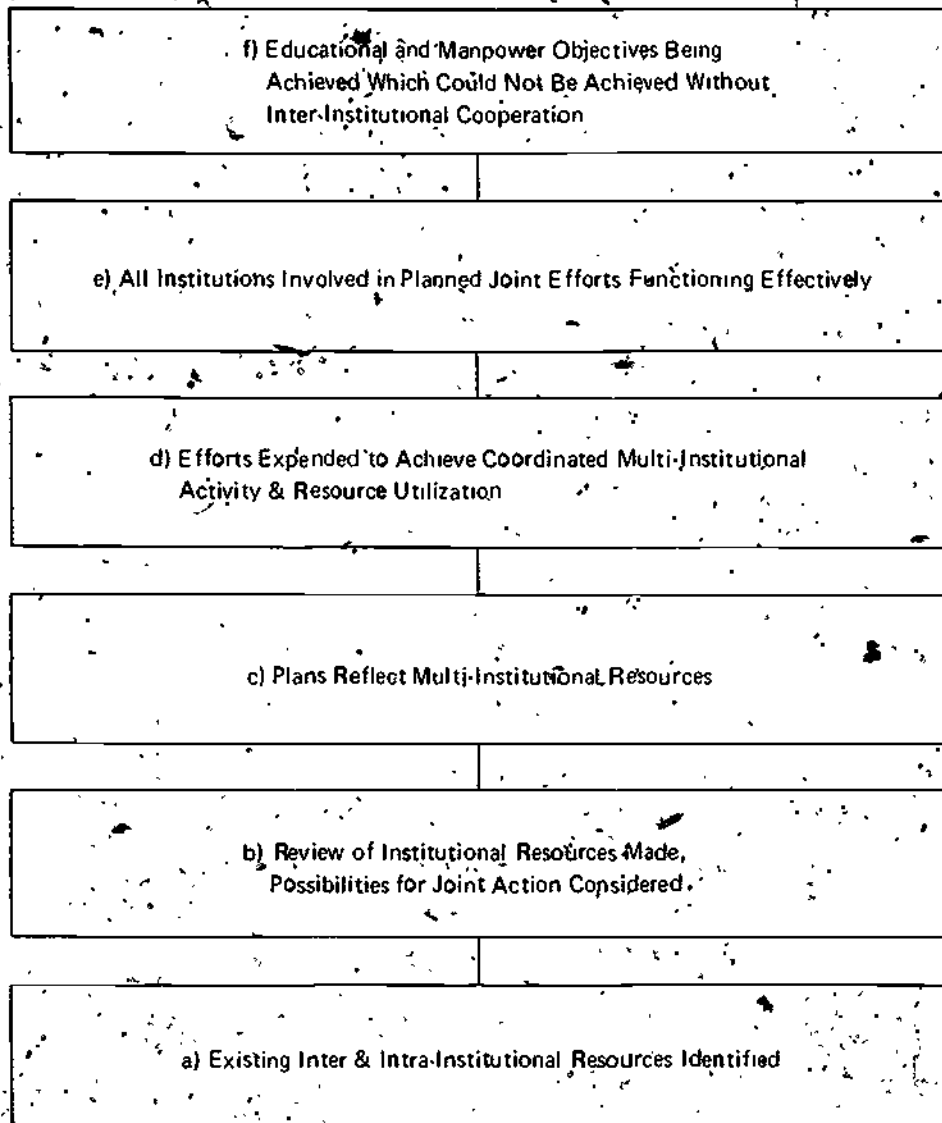 f) Educational and Manpower Objectives Being
Achieved Which Could Not Be Achieved Without
Inter-Institutional Cooperation
e) All Institutions Involved in Planned Joint Efforts Functioning Effectively
d) Efforts Expended to Achieve Coordinated Multi-Institutional
Activity & Resource Utilization
c) Plans Reflect Multi-Institutional Resources
b) Review of Institutional Resources Made,
Possibilities for Joint Action Considered.
a) Existing Inter & Intra-Institutional Resources Identified